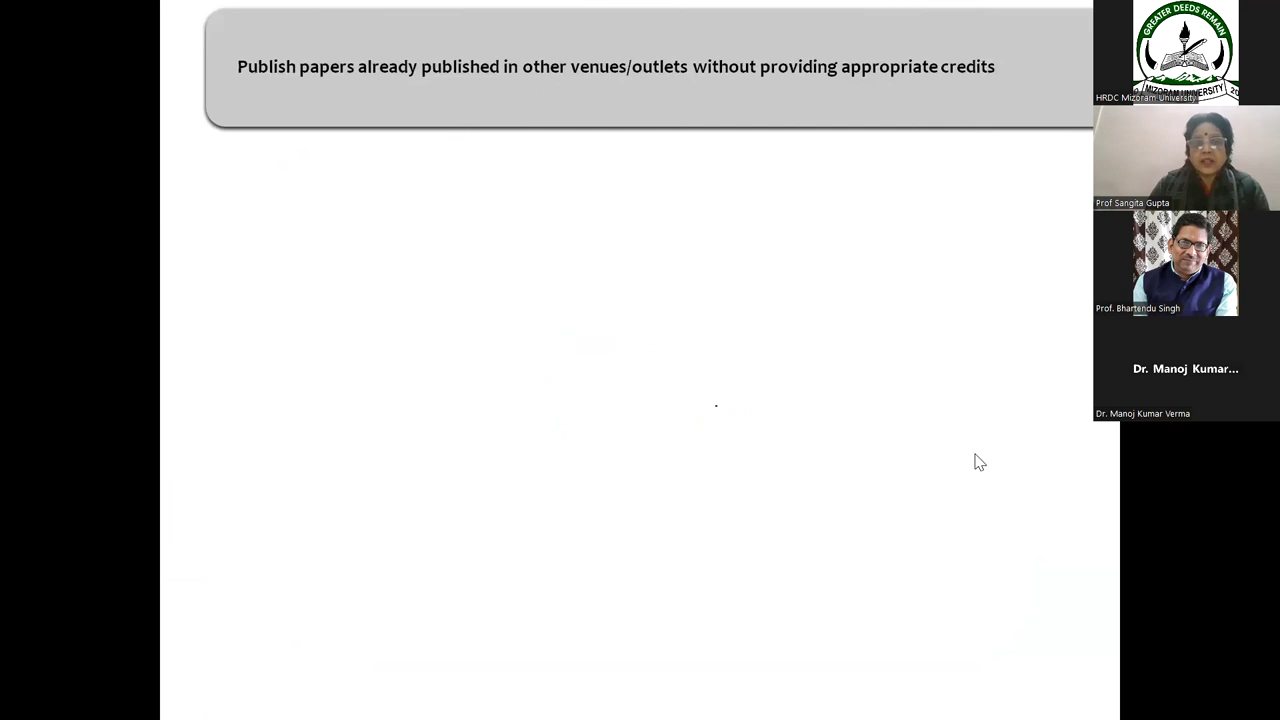 Publish papers already published in other venues/outlets without providing appropriate credits
GREATER DEEDS REMAIN
MIZORAM UNIVERSITY
HRDC Mizoram University
Prof Sangita Gupta
Prof. Bhartendu Singh
Dr. Manoj Kumar...
Dr. Manoj Kumar Verma